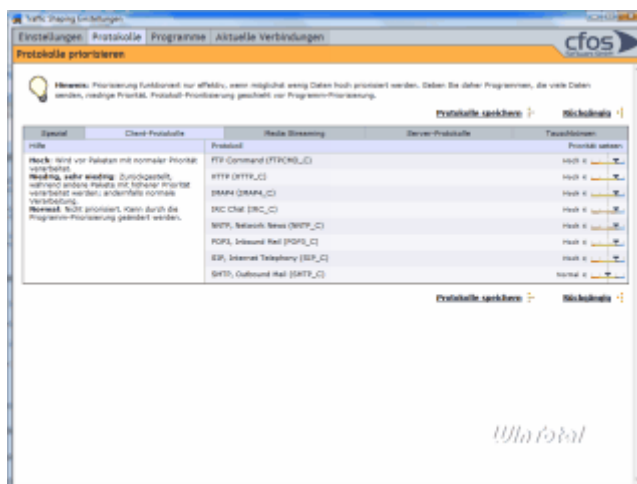 Traffic Shaping Einstellungen
Einstellungen Protokolle Programme Aktuelle Verbindungen
cfos
Software GmbH
Protokolle priorisieren
Hinweis: Priorisierung funktioniert nur effektiv, wenn möglichst wenig Daten hoch priorisiert werden. Geben Sie daher Programmen, die viele Daten
senden, niedrige Priorität. Protokoll-Priorisierung geschieht vor Programm-Priorisierung.
Protokolle speichern Rückgängig
Spezial Client-Protokolle Media Streaming Server-Protokolle Tauschbörsen
Hilfe Protokoll Priorität setzen
Hoch: Wird vor Paketen mit normaler Priorität
verarbeitet.
Niedrig, sehr niedrig: Zurückgestellt,
während andere Pakete mit höherer Priorität
verarbeitet werden; andernfalls normale
Verarbeitung.
Normal: Nicht priorisiert. Kann durch die
Programm-Priorisierung geändert werden.
FTP Command (FTPCMD_C) Hoch
HTTP (HTTP_C) Hoch
IMAP4 (IMAP4_C) Hoch
IRC Chat (IRC_C) Hoch
NNTP, Network News (NNTP_C) Hoch
POP3, Inbound Mail (POP3_C) Hoch
SIP, Internet Telephony (SIP_C) Hoch
SMTP, Outbound Mail (SMTP_C) Normal
Protokolle speichern Rückgängig
WinTotal